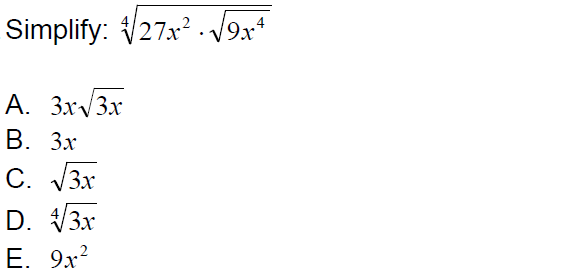 Simplify: ∜(27x² · √(9x⁴))
A. 3x√(3x)
B. 3x
C. √(3x)
D. ∜(3x)
E. 9x²